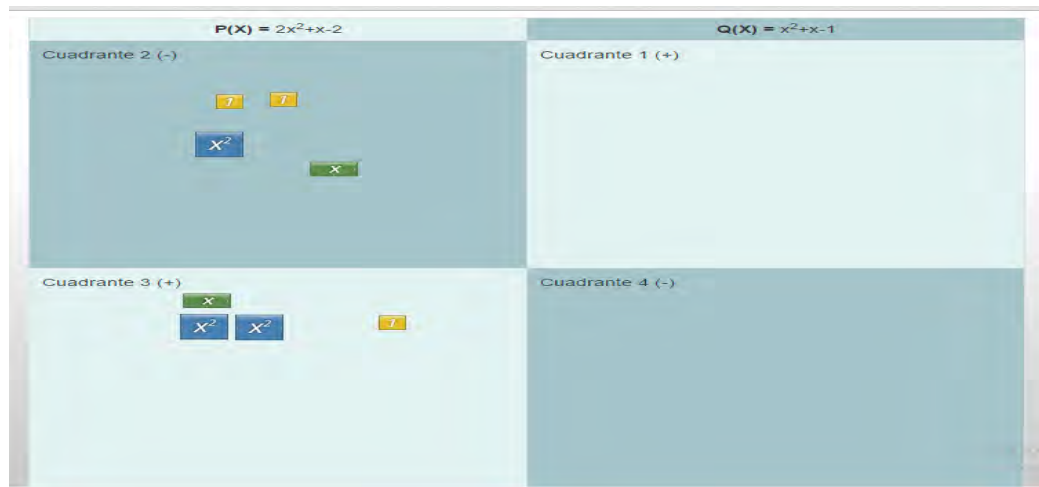 P(X) = 2x²+x-2
Q(X) = x²+x-1
Cuadrante 2 (-)
Cuadrante 1 (+)
1 1
X²
x
Cuadrante 3 (+)
Cuadrante 4 (-)
x
X² X² 1